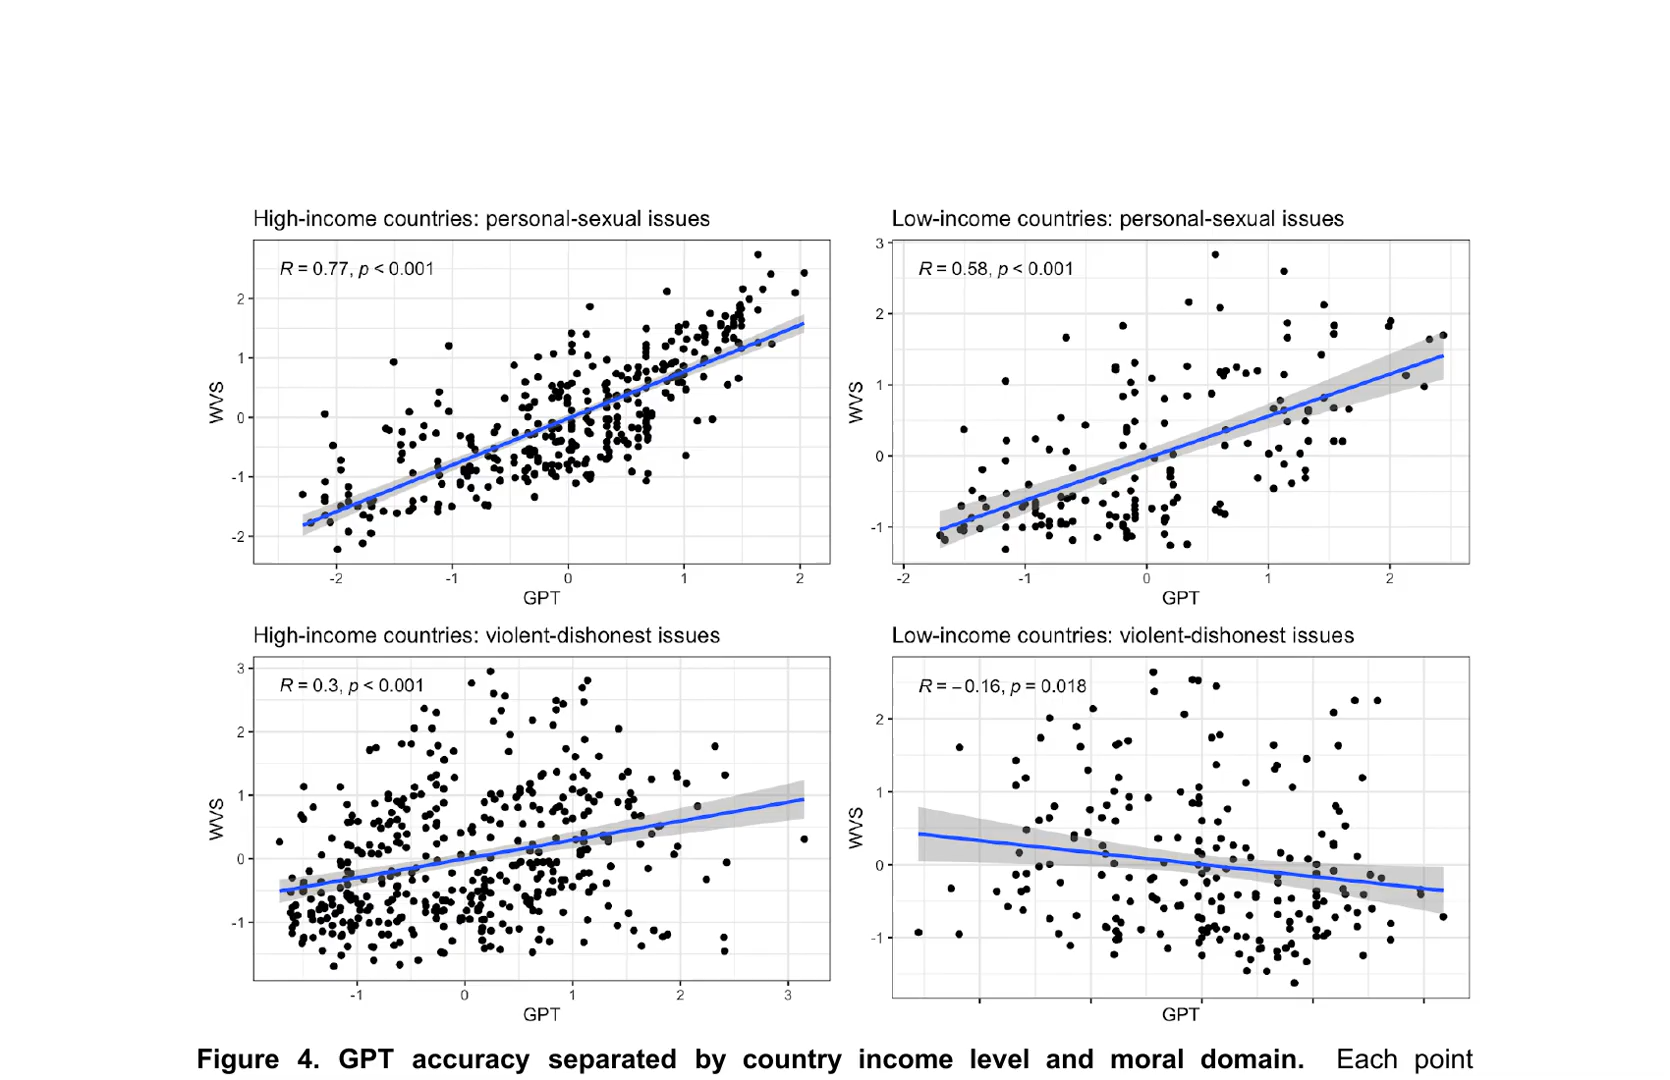 High-income countries: personal-sexual issues
Low-income countries: personal-sexual issues
R = 0.77, p < 0.001
R = 0.58, p < 0.001
WVS
2
1
0
-1
-2
-2
-1
0
1
2
GPT
WVS
3
2
1
0
-1
-2
-1
0
1
2
GPT
High-income countries: violent-dishonest issues
Low-income countries: violent-dishonest issues
R = 0.3, p < 0.001
R = −0.16, p = 0.018
WVS
3
2
1
0
-1
-1
0
1
2
3
GPT
WVS
2
1
0
-1
GPT
Figure 4. GPT accuracy separated by country income level and moral domain. Each point